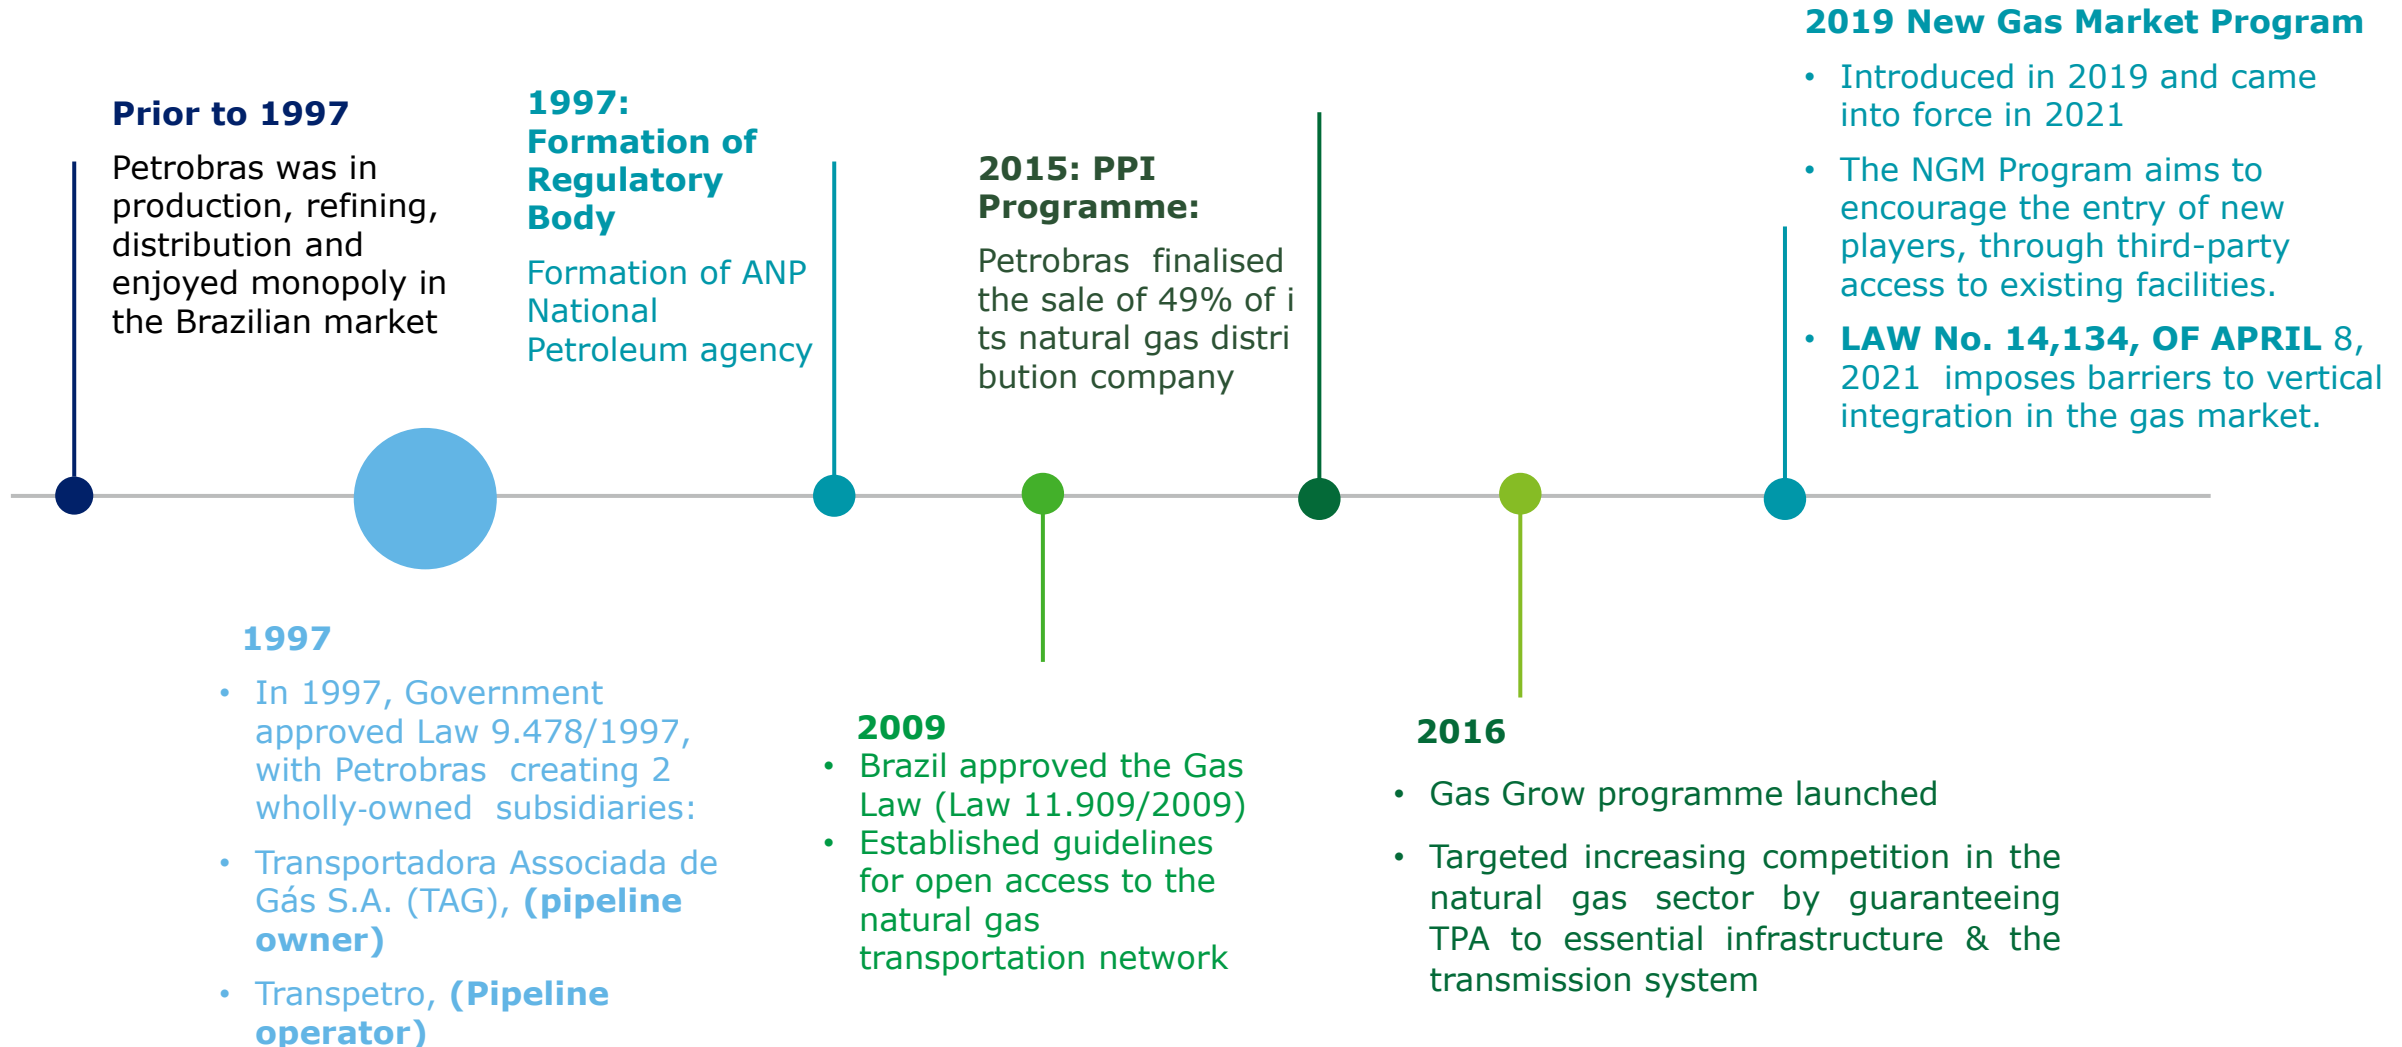 Prior to 1997
Petrobras was in
production, refining,
distribution and
enjoyed monopoly in
the Brazilian market
1997
• In 1997, Government
approved Law 9.478/1997,
with Petrobras creating 2
wholly-owned subsidiaries:
• Transportadora Associada de
Gás S.A. (TAG), (pipeline
owner)
• Transpetro, (Pipeline
operator)
1997:
Formation of
Regulatory
Body
Formation of ANP
National
Petroleum agency
2009
• Brazil approved the Gas
Law (Law 11.909/2009)
• Established guidelines
for open access to the
natural gas
transportation network
2015: PPI
Programme:
Petrobras finalised
the sale of 49% of i
ts natural gas distri
bution company
2016
• Gas Grow programme launched
• Targeted increasing competition in the
natural gas sector by guaranteeing
TPA to essential infrastructure & the
transmission system
2019 New Gas Market Program
• Introduced in 2019 and came
into force in 2021
• The NGM Program aims to
encourage the entry of new
players, through third-party
access to existing facilities.
• LAW No. 14,134, OF APRIL 8,
2021 imposes barriers to vertical
integration in the gas market.